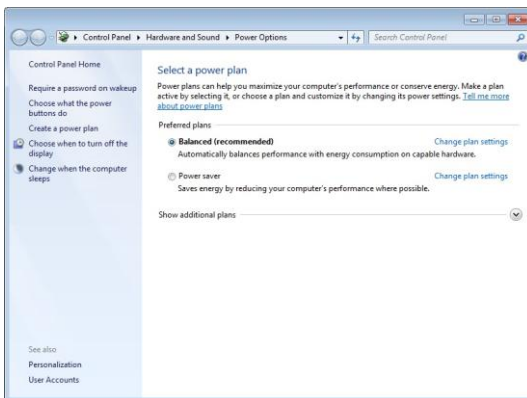 Control Panel ▸ Hardware and Sound ▸ Power Options
Search Control Panel
Control Panel Home
Require a password on wakeup
Choose what the power
buttons do
Create a power plan
Choose when to turn off the
display
Change when the computer
sleeps
See also
Personalization
User Accounts
Select a power plan
Power plans can help you maximize your computer's performance or conserve energy. Make a plan
active by selecting it, or choose a plan and customize it by changing its power settings. Tell me more
about power plans
Preferred plans
Balanced (recommended) Change plan settings
Automatically balances performance with energy consumption on capable hardware.
Power saver Change plan settings
Saves energy by reducing your computer's performance where possible.
Show additional plans